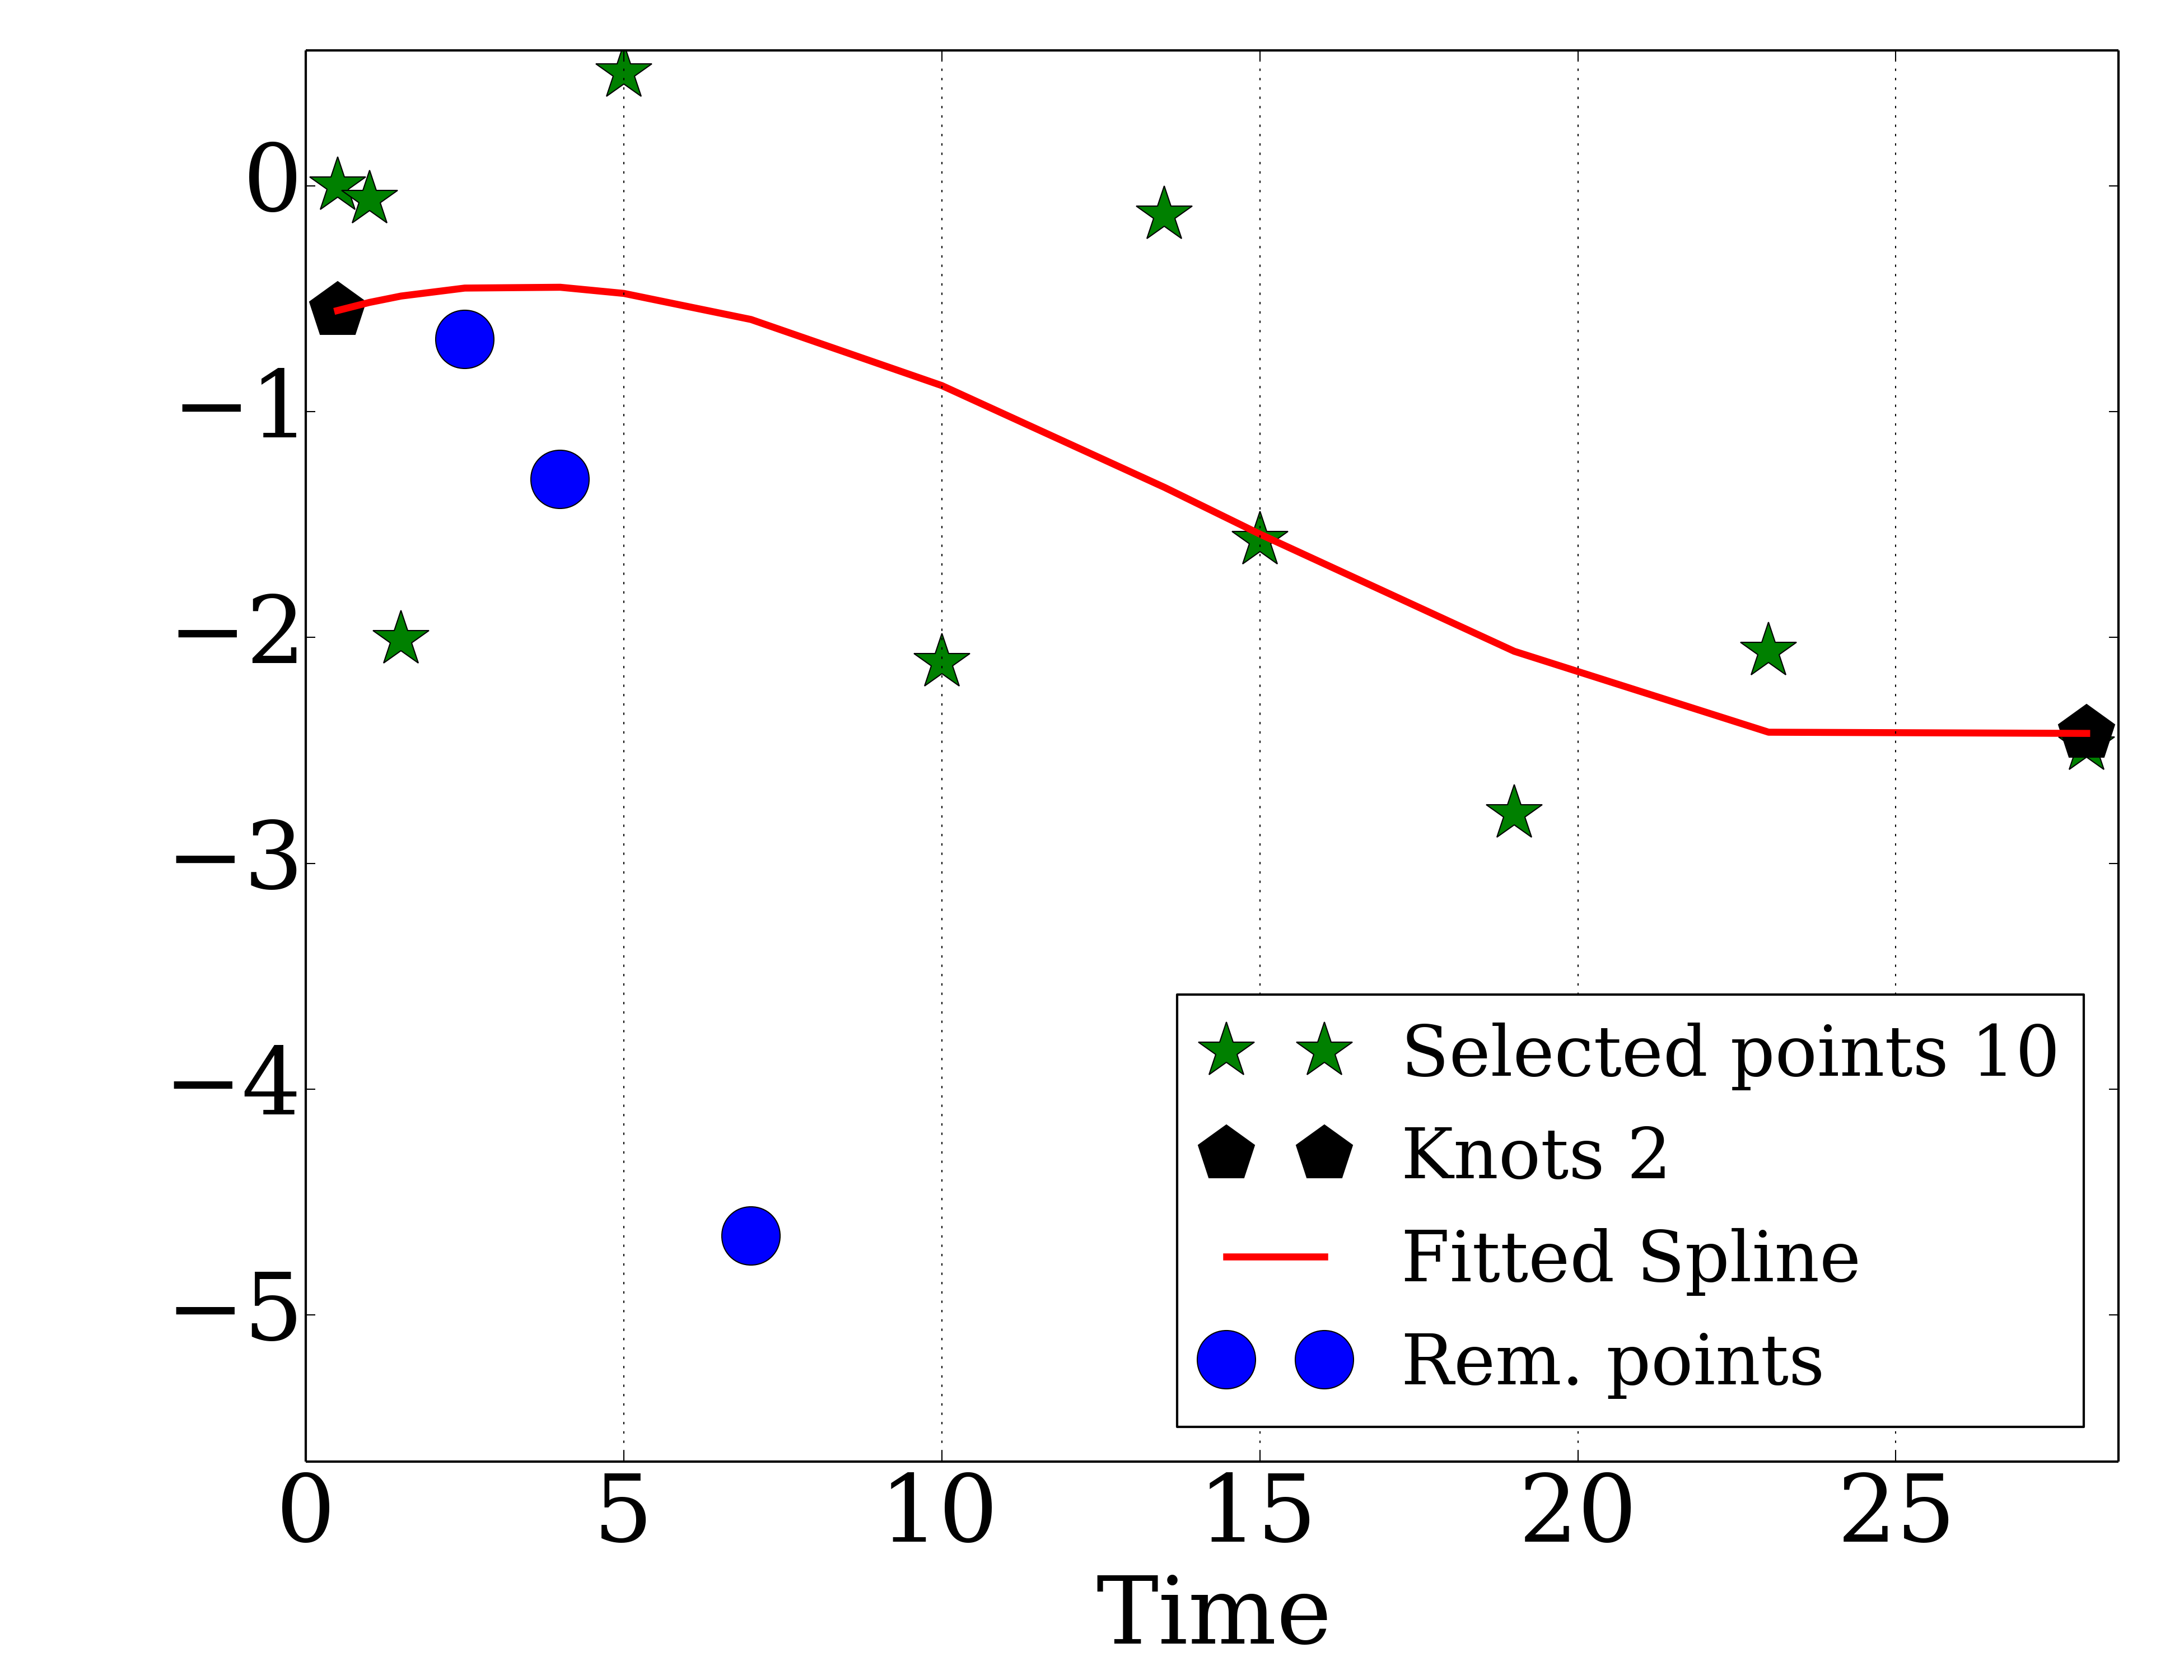 0
−1
−2
−3
−4
−5
Selected points 10
Knots 2
Fitted Spline
Rem. points
0 5 10 15 20 25
Time